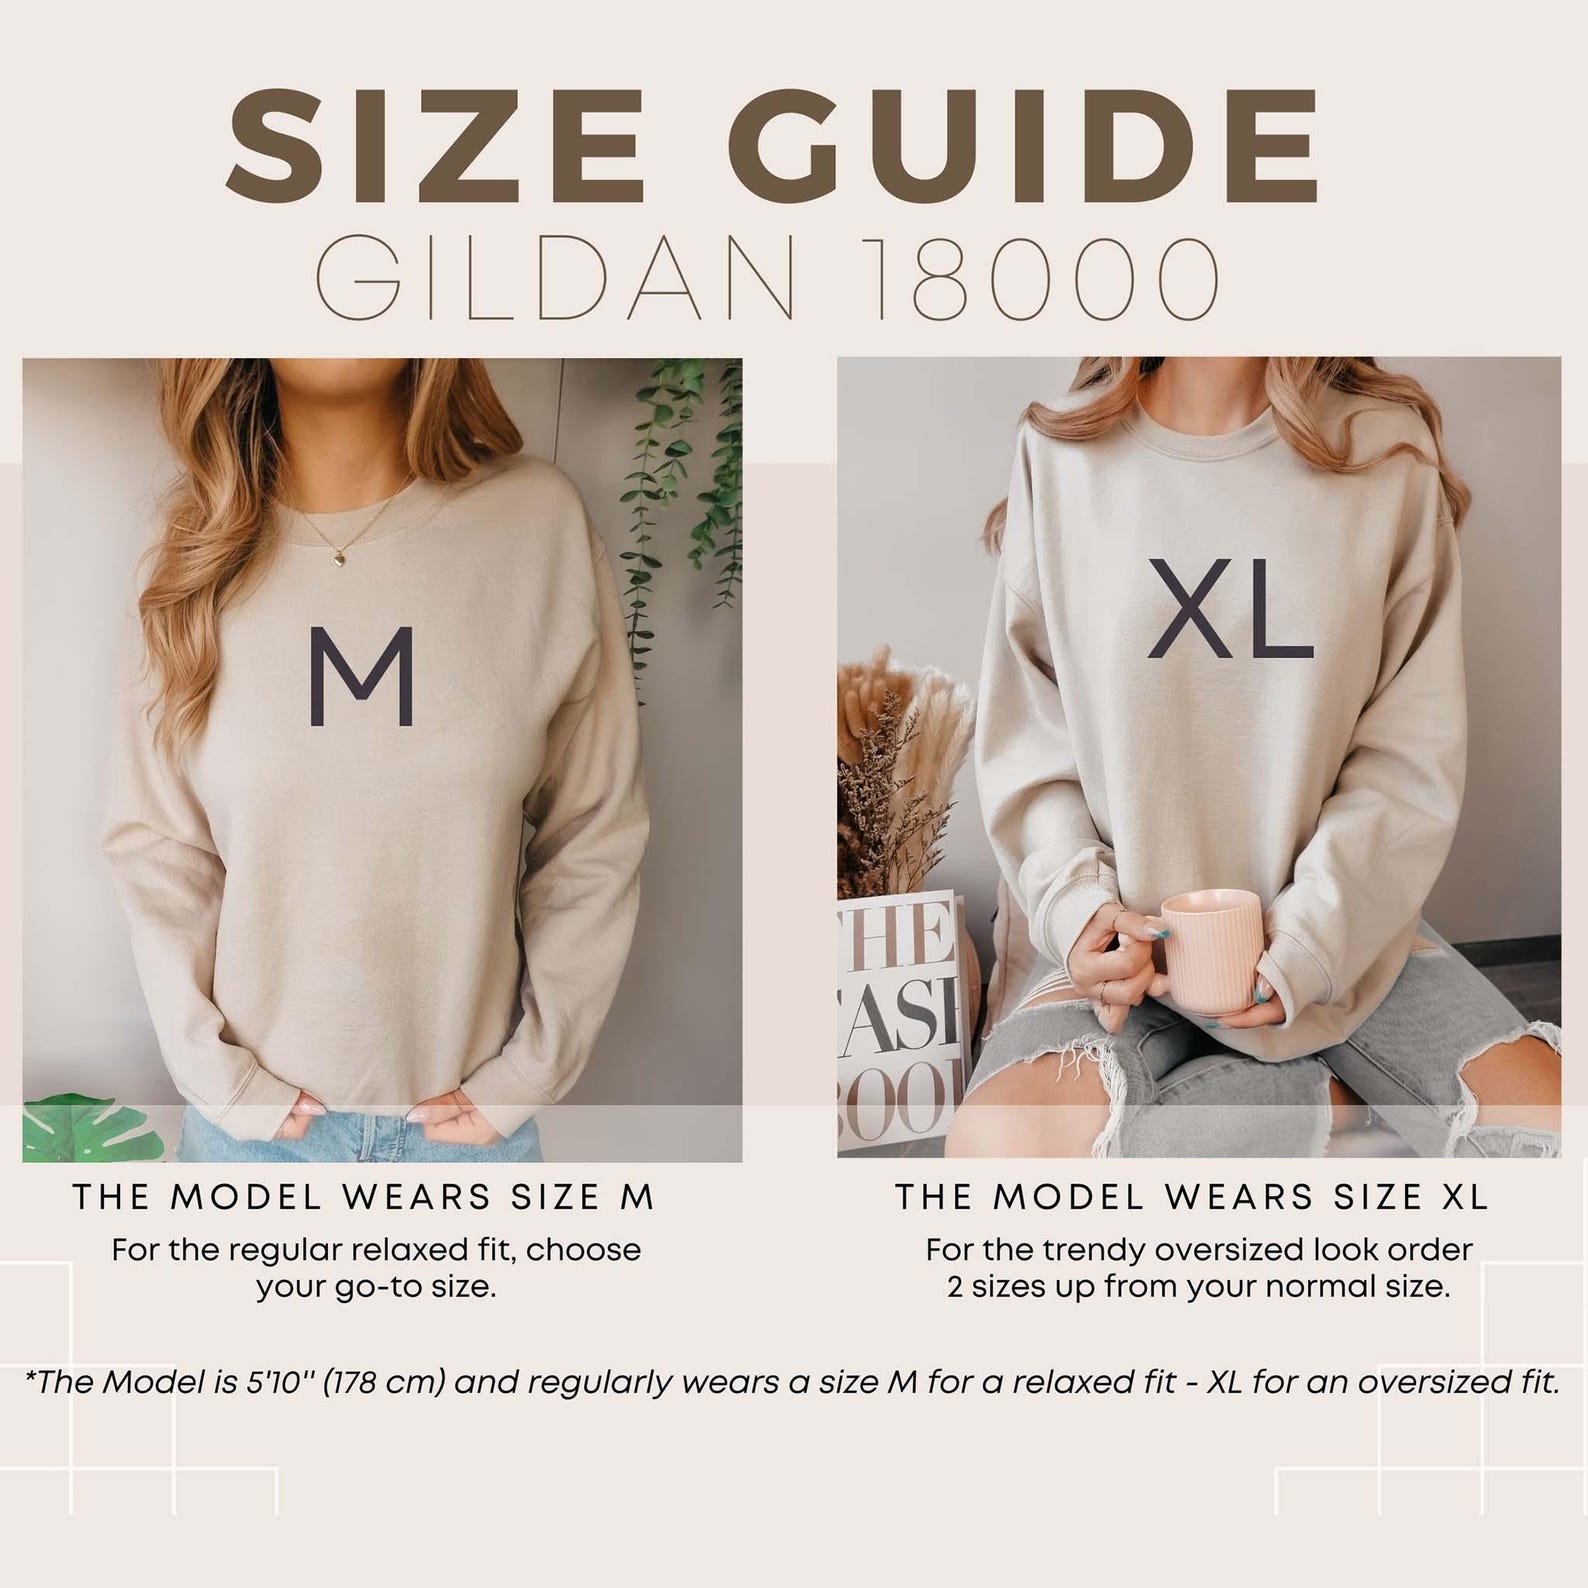 SIZE GUIDE
GILDAN 18000
M
XL
THE MODEL WEARS SIZE M
For the regular relaxed fit, choose
your go-to size.
THE MODEL WEARS SIZE XL
For the trendy oversized look order
2 sizes up from your normal size.
*The Model is 5'10'' (178 cm) and regularly wears a size M for a relaxed fit - XL for an oversized fit.